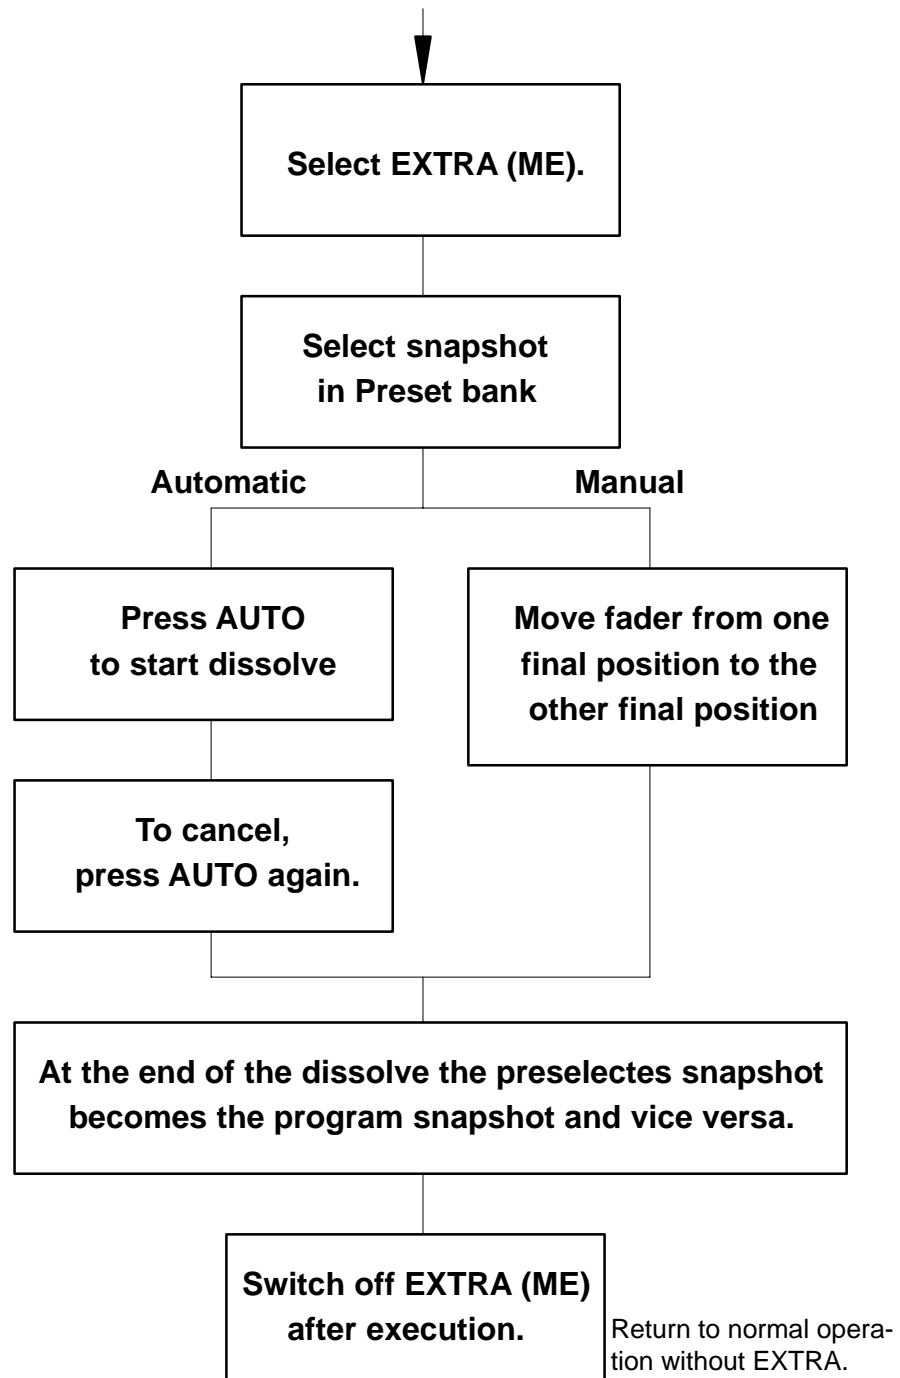 Select EXTRA (ME).
Select snapshot
in Preset bank
Automatic
Manual
Press AUTO
to start dissolve
Move fader from one
final position to the
other final position
To cancel,
press AUTO again.
At the end of the dissolve the preselectes snapshot
becomes the program snapshot and vice versa.
Switch off EXTRA (ME)
after execution.
Return to normal opera-
tion without EXTRA.